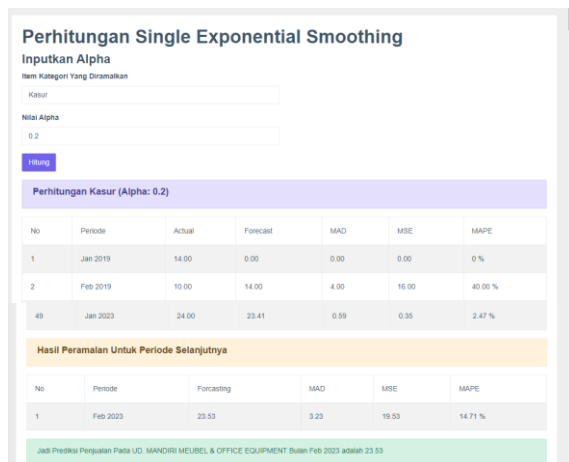 Perhitungan Single Exponential Smoothing
Inputkan Alpha
Item Kategori Yang Diramalkan
Kasur
Nilai Alpha
0.2
Hitung
Perhitungan Kasur (Alpha: 0.2)
No Periode Actual Forecast MAD MSE MAPE
1 Jan 2019 14.00 0.00 0.00 0.00 0 %
2 Feb 2019 10.00 14.00 4.00 16.00 40.00 %
49 Jan 2023 24.00 23.41 0.59 0.35 2.47 %
Hasil Peramalan Untuk Periode Selanjutnya
No Periode Forcasting MAD MSE MAPE
1 Feb 2023 23.53 3.23 19.53 14.71 %
Jadi Prediksi Penjualan Pada UD. MANDIRI MEUBEL & OFFICE EQUIPMENT Bulan Feb 2023 adalah 23.53